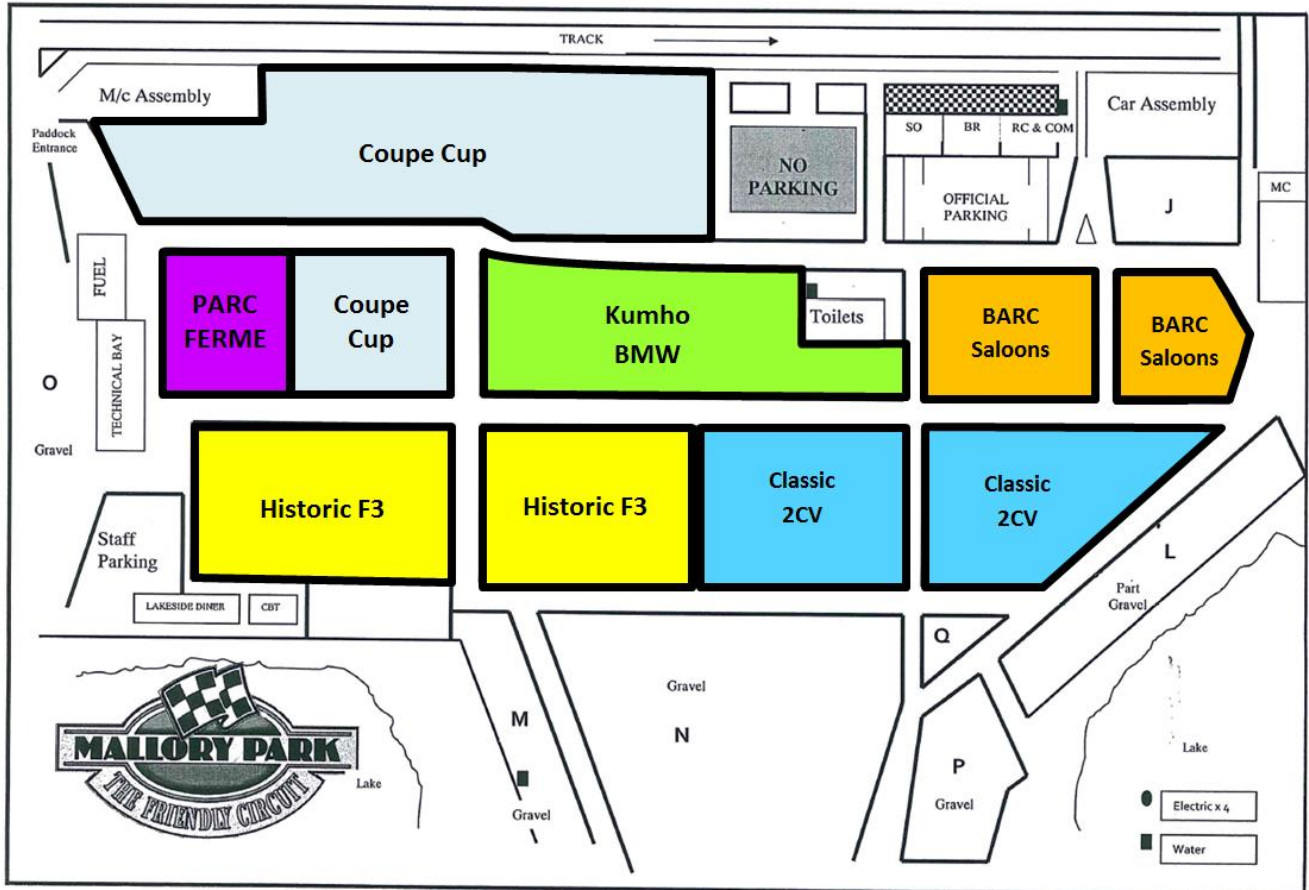 TRACK
M/c Assembly
Car Assembly
Paddock
Entrance
Coupe Cup
NO
PARKING
SO
BR
RC & COM
OFFICIAL
PARKING
J
MC
FUEL
TECHNICAL BAY
O
Gravel
PARC
FERME
Coupe
Cup
Kumho
BMW
Toilets
BARC
Saloons
BARC
Saloons
Historic F3
Historic F3
Classic
2CV
Classic
2CV
Staff
Parking
LAKESIDE DINER
CBT
L
Part
Gravel
Q
M
Gravel
Gravel
N
P
Gravel
Lake
Lake
MALLORY PARK
THE FRIENDLY CIRCUIT
Electric x 4
Water